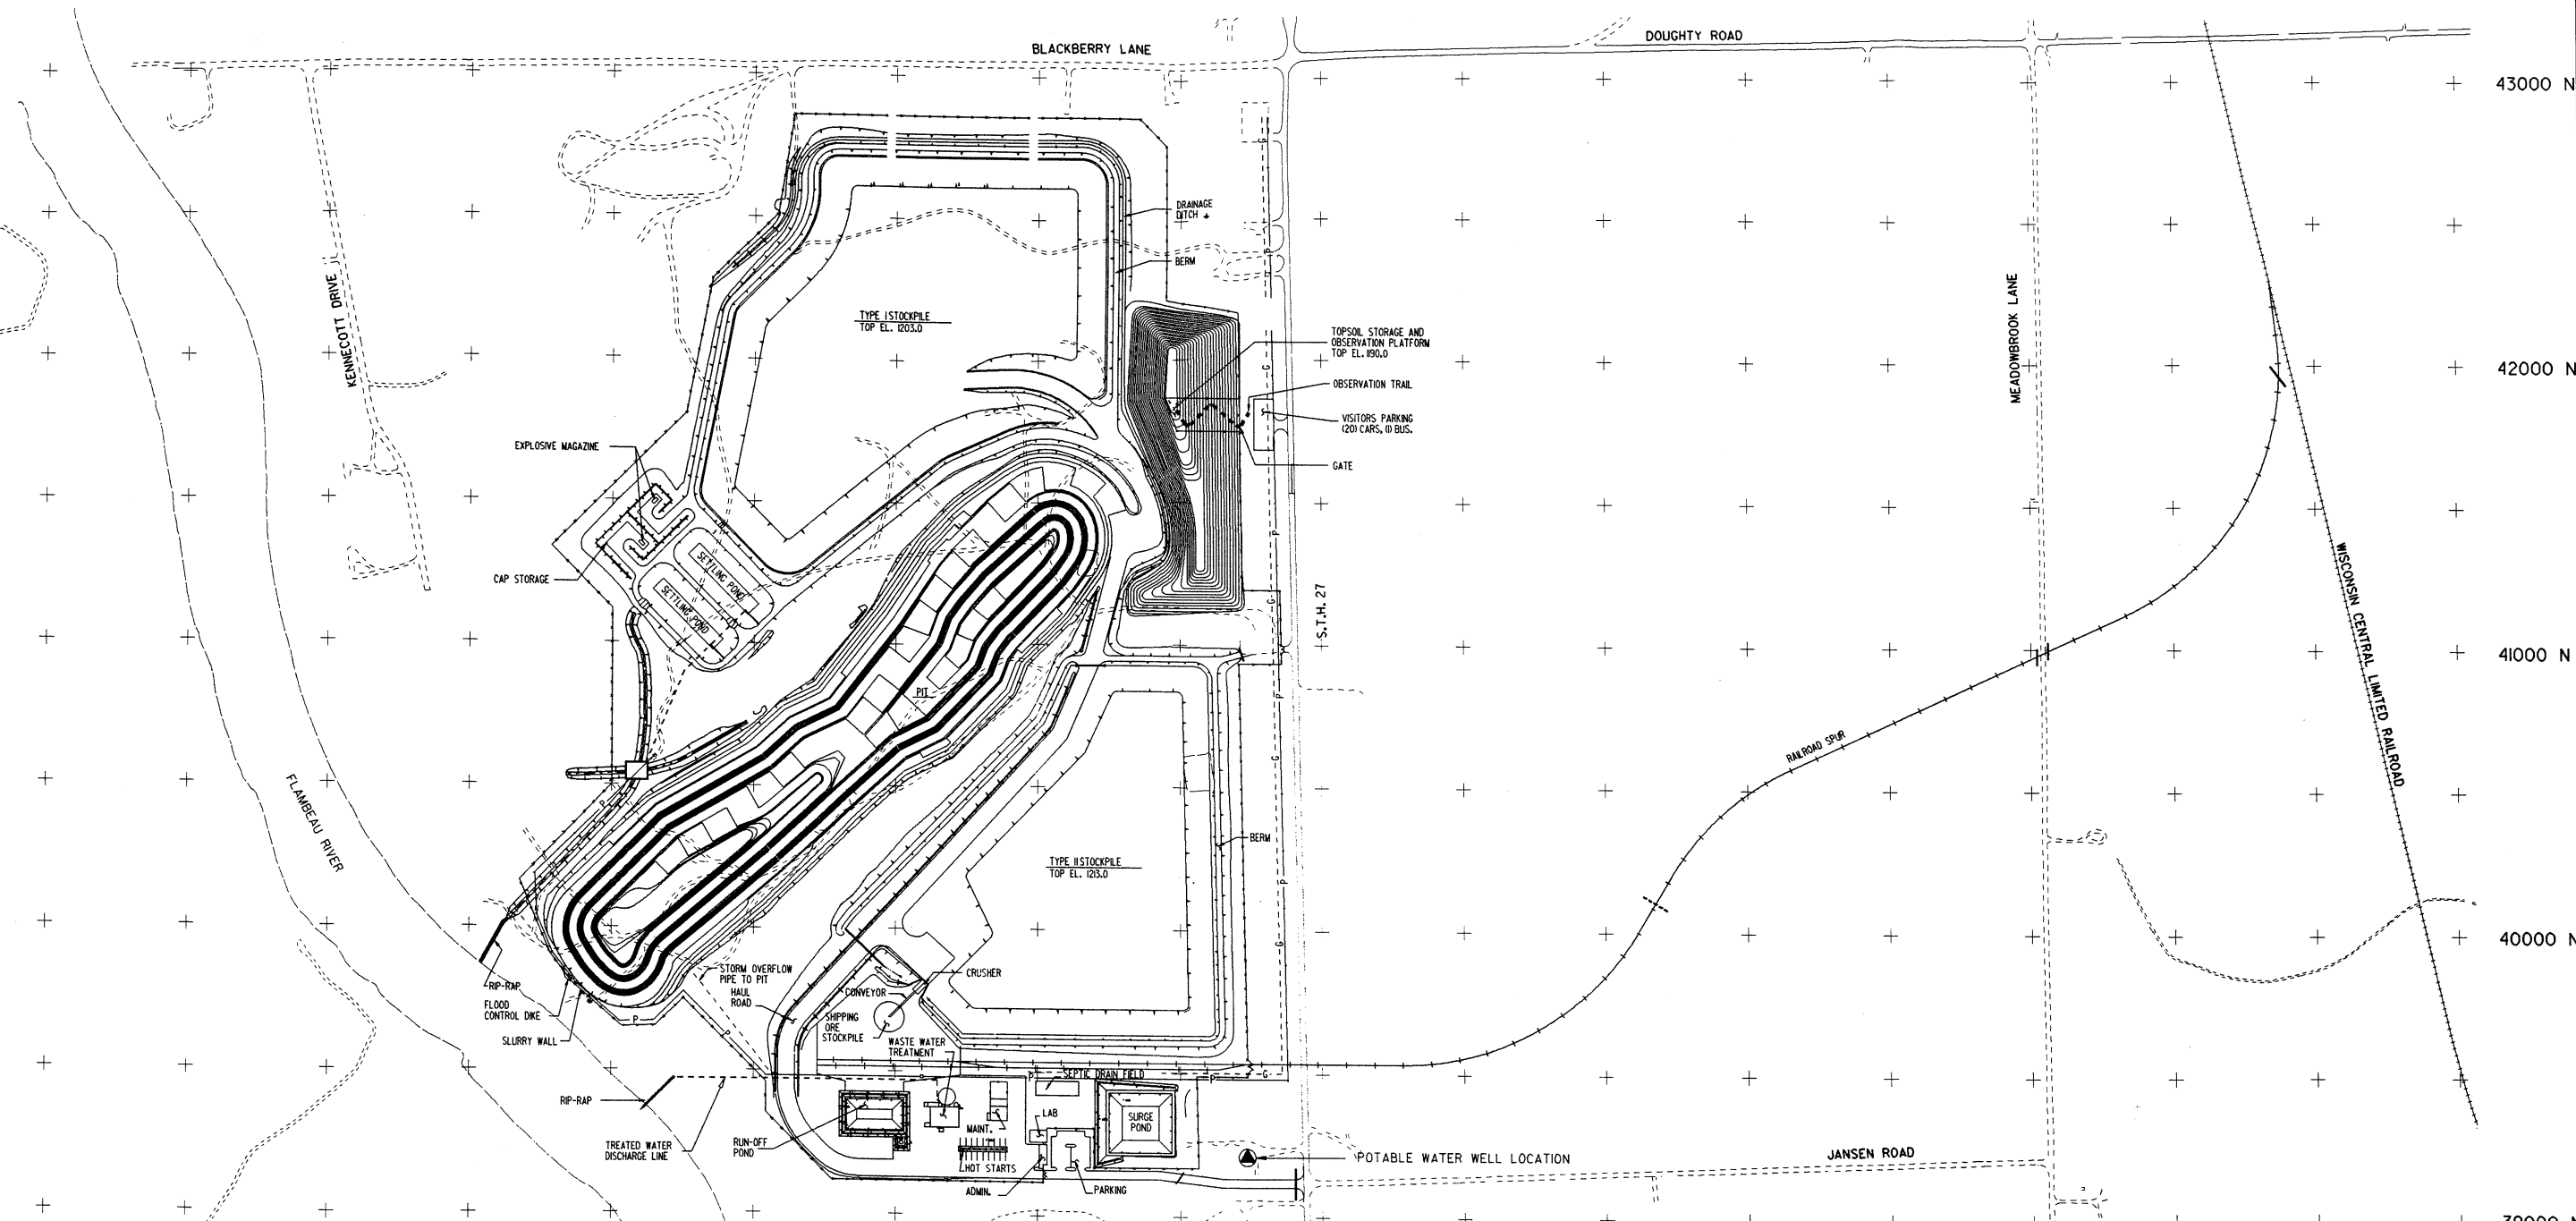 BLACKBERRY LANE
DOUGHTY ROAD
43000 N
DRAINAGE
DITCH
BERM
KENNECOTT DRIVE
MEADOWBROOK LANE
TYPE I STOCKPILE
TOP EL. 1203.0
TOPSOIL STORAGE AND
OBSERVATION PLATFORM
TOP EL. 1190.0
42000 N
OBSERVATION TRAIL
VISITORS PARKING
(20) CARS, (1) BUS.
GATE
EXPLOSIVE MAGAZINE
CAP STORAGE
SETTLING POND
SETTLING
POND
S.T.H. 27
WISCONSIN CENTRAL LIMITED RAILROAD
41000 N
PIT
RAILROAD SPUR
FLAMBEAU RIVER
BERM
TYPE II STOCKPILE
TOP EL. 1213.0
40000 N
STORM OVERFLOW
PIPE TO PIT
HAUL
ROAD
CRUSHER
CONVEYOR
RIP-RAP
FLOOD
CONTROL DIKE
SLURRY WALL
SHIPPING
ORE
STOCKPILE
WASTE WATER
TREATMENT
SEPTIC DRAIN FIELD
RIP-RAP
LAB
SURGE
POND
MAINT.
TREATED WATER
DISCHARGE LINE
RUN-OFF
POND
HOT STARTS
POTABLE WATER WELL LOCATION
JANSEN ROAD
ADMIN.
PARKING